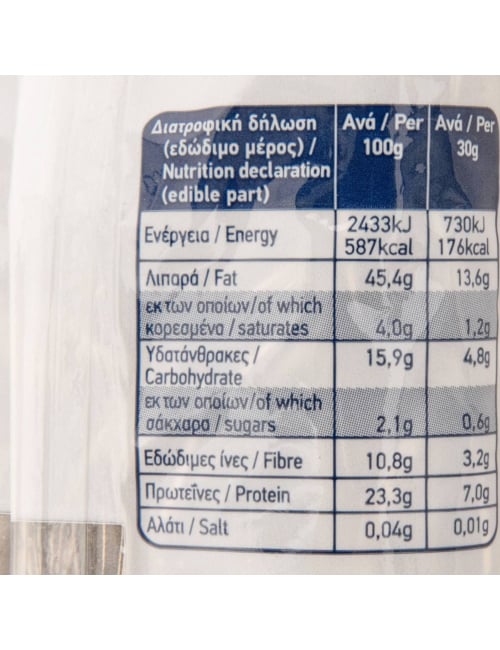 Διατροφική δήλωση
(εδώδιμο μέρος) /
Nutrition declaration
(edible part)
Ανά / Per
100g
Ανά / Per
30g
Ενέργεια / Energy
2433kJ
587kcal
730kJ
176kcal
Λιπαρά / Fat
45,4g
13,6g
εκ των οποίων/of which
κορεσμένα / saturates
4,0g
1,2g
Υδατάνθρακες /
Carbohydrate
15,9g
4,8g
εκ των οποίων/of which
σάκχαρα / sugars
2,1g
0,6g
Εδώδιμες ίνες / Fibre
10,8g
3,2g
Πρωτεΐνες / Protein
23,3g
7,0g
Αλάτι / Salt
0,04g
0,01g